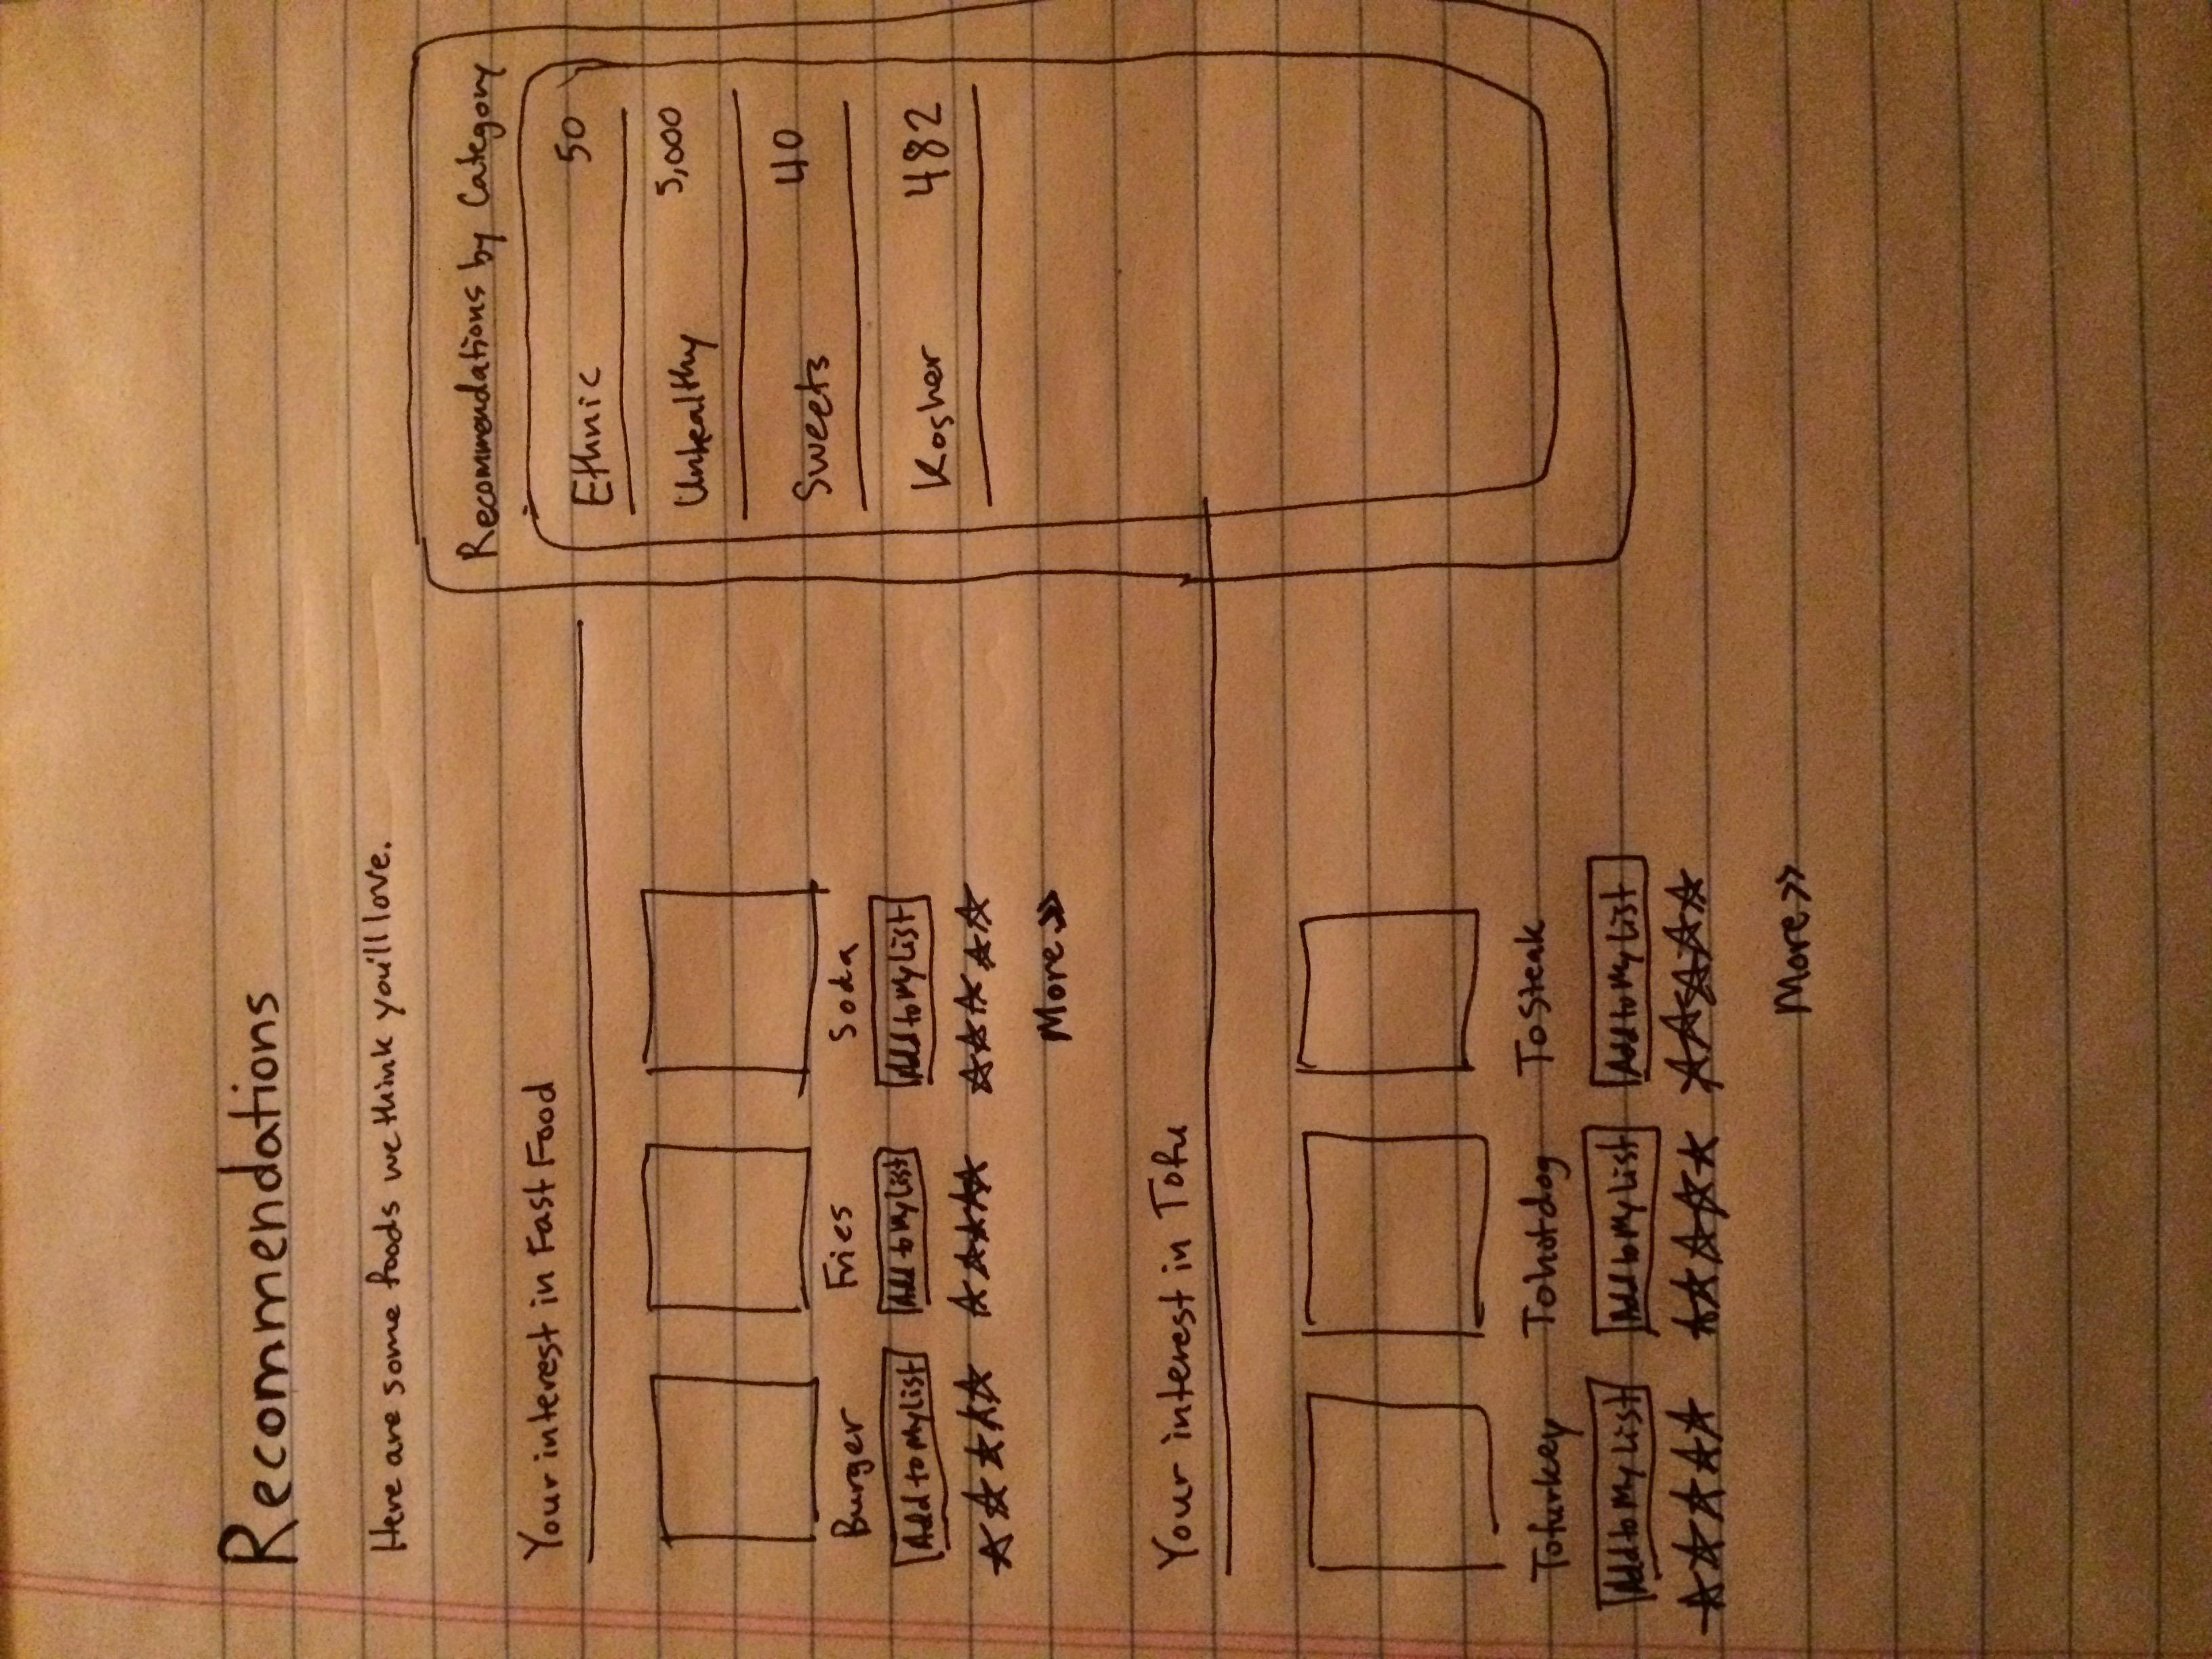 Recommendations
Here are some foods we think you'll love.
Your interest in Fast Food
Burger Fries Soda
Add to My List Add to My List Add to My List
More >>
Your interest in Tofu
Tofurkey Tohotdog To Steak
Add to My List Add to My List Add to My List
More >>
Recommendations by Category
Ethnic 50
Unhealthy 5,000
Sweets 40
Kosher 482